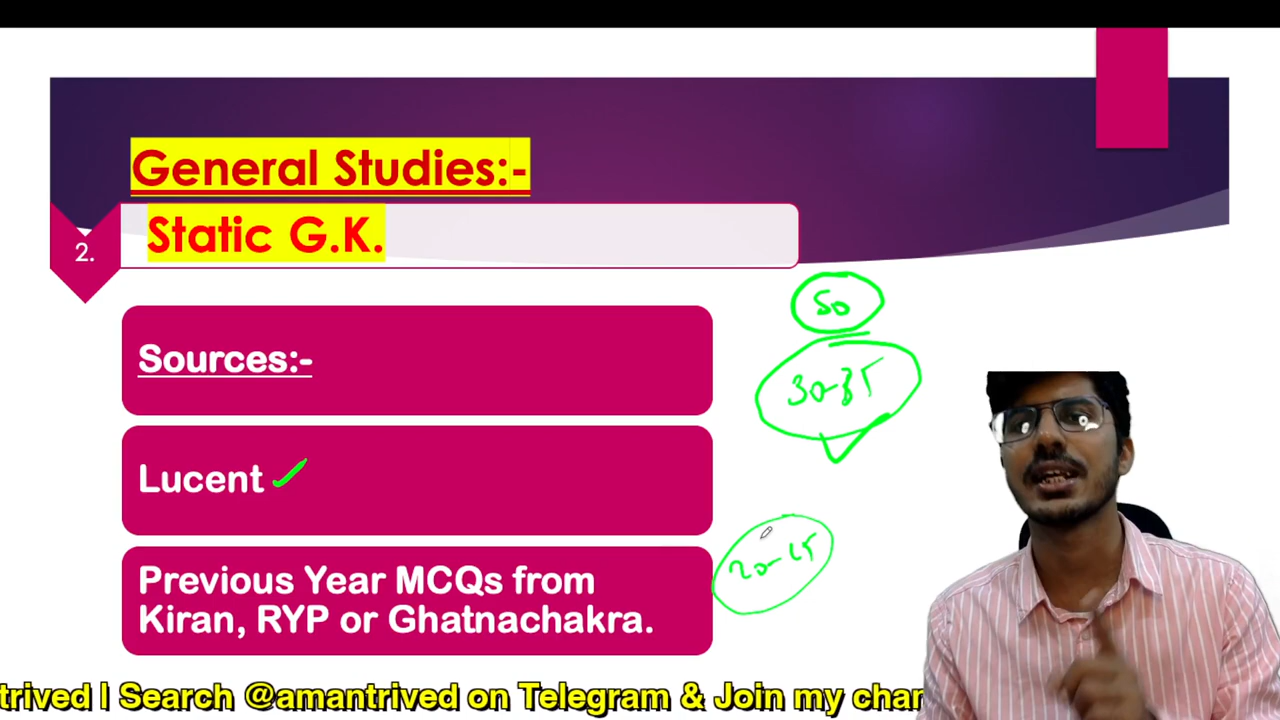 General Studies:-
2.
Static G.K.
50
30-35
Sources:-
Lucent
20-25
Previous Year MCQs from
Kiran, RYP or Ghatnachakra.
trived | Search @amantrived on Telegram & Join my chan